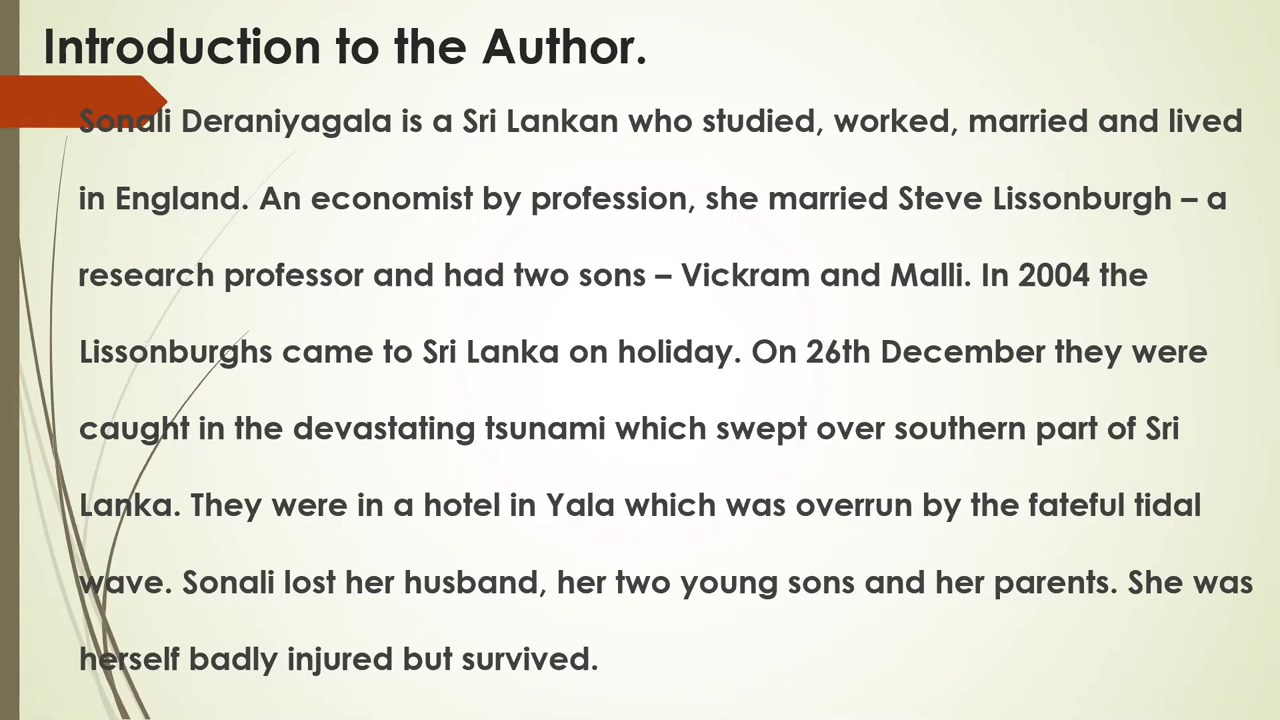 Introduction to the Author.
Sonali Deraniyagala is a Sri Lankan who studied, worked, married and lived
in England. An economist by profession, she married Steve Lissonburgh – a
research professor and had two sons – Vickram and Malli. In 2004 the
Lissonburghs came to Sri Lanka on holiday. On 26th December they were
caught in the devastating tsunami which swept over southern part of Sri
Lanka. They were in a hotel in Yala which was overrun by the fateful tidal
wave. Sonali lost her husband, her two young sons and her parents. She was
herself badly injured but survived.